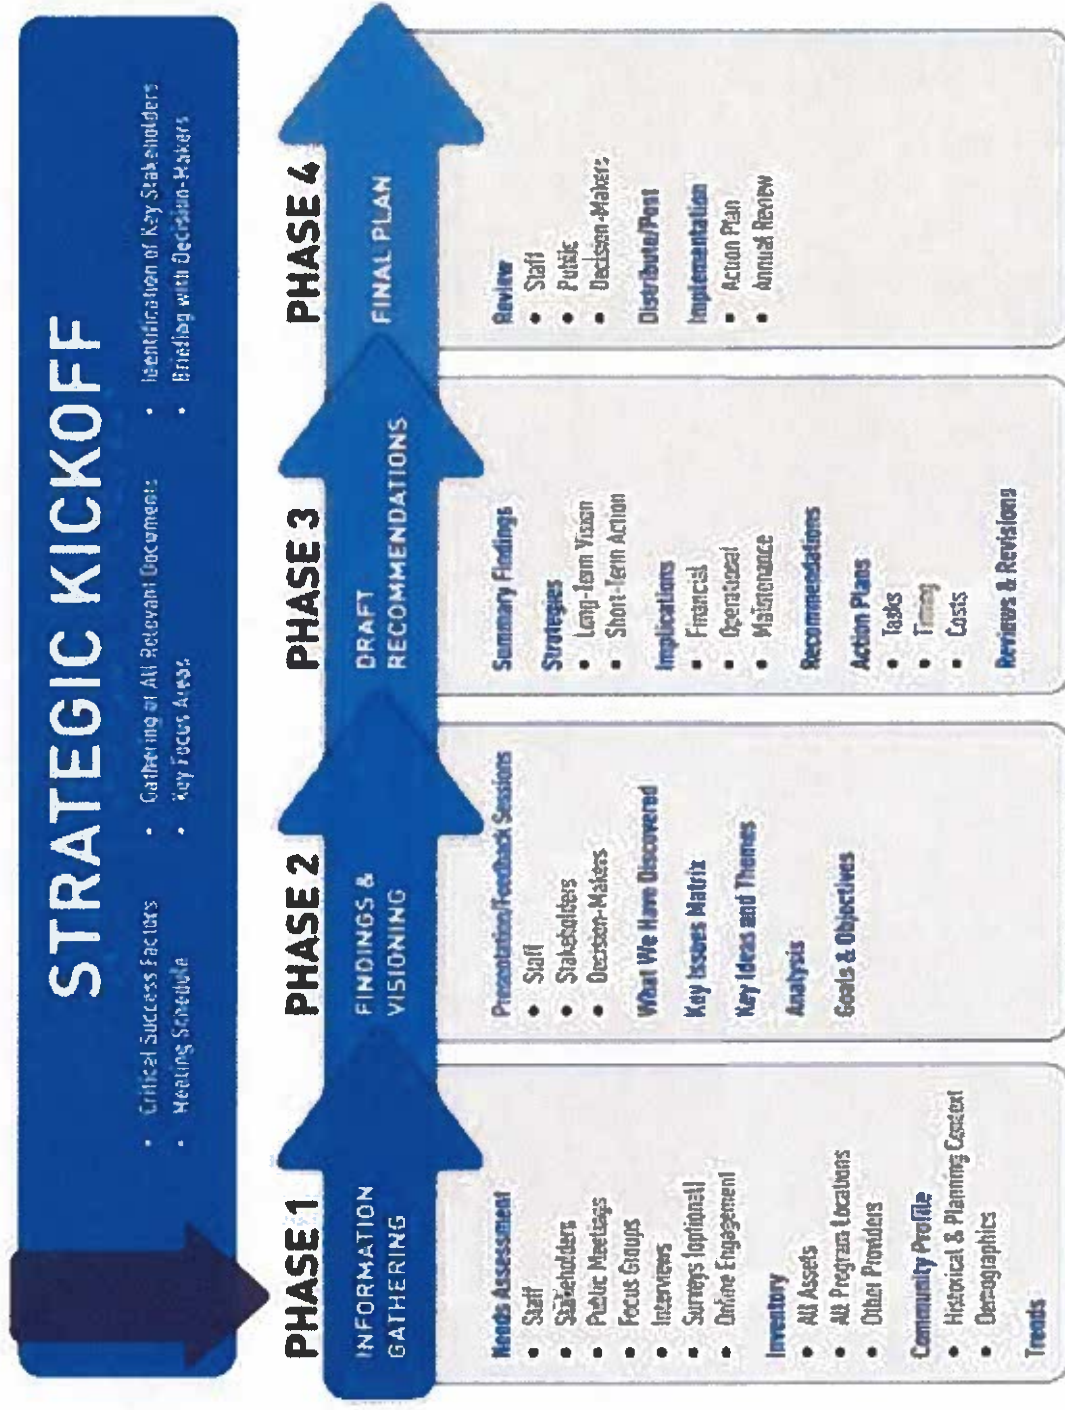 STRATEGIC KICKOFF
• Critical Success Factors
• Meeting Schedule
• Gathering of All Relevant Documents
• Key Focus Areas
• Identification of Key Stakeholders
• Briefing with Decision-Makers
PHASE 1
INFORMATION
GATHERING
Needs Assessment
• Staff
• Stakeholders
• Public Meetings
• Focus Groups
• Interviews
• Surveys (optional)
• Online Engagement
Inventory
• All Assets
• All Program Locations
• Other Providers
Community Profile
• Historical & Planning Context
• Demographics
Trends
PHASE 2
FINDINGS &
VISIONING
Presentation/Feedback Sessions
• Staff
• Stakeholders
• Decision-Makers
What We Have Discovered
Key Issues Matrix
Key Ideas and Themes
Analysis
Goals & Objectives
PHASE 3
DRAFT
RECOMMENDATIONS
Summary Findings
Strategies
• Long-Term Vision
• Short-Term Action
Implications
• Financial
• Operational
• Maintenance
Recommendations
Action Plans
• Tasks
• Timing
• Costs
Reviews & Revisions
PHASE 4
FINAL PLAN
Review
• Staff
• Public
• Decision-Makers
Distribute/Post
Implementation
• Action Plan
• Annual Review